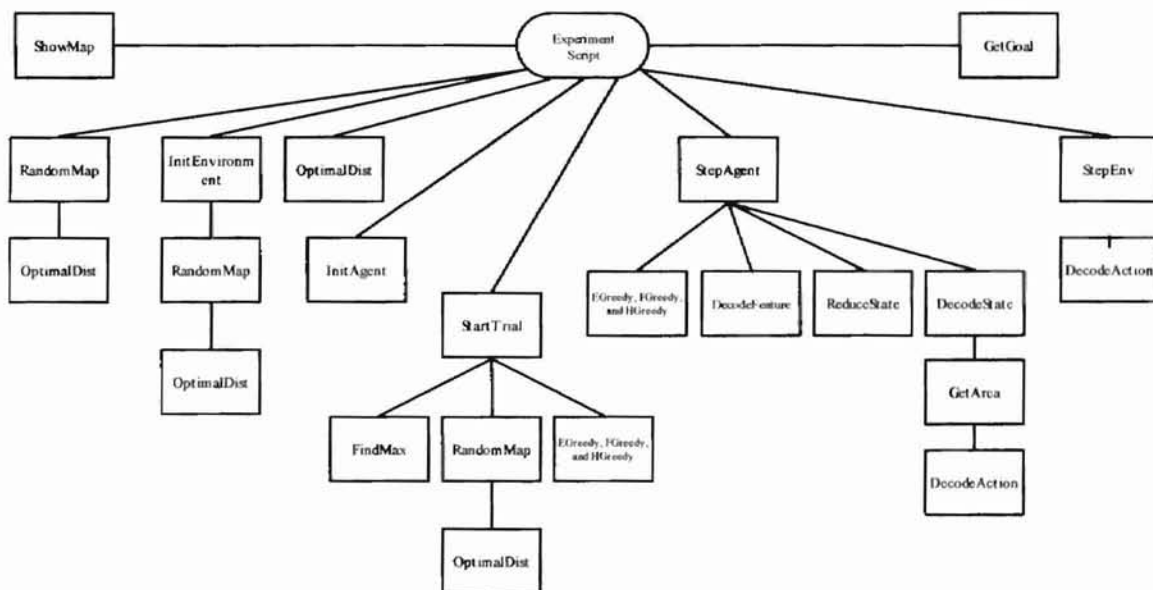 ShowMap
Experiment
Script
GetGoal
RandomMap
InitEnvironm
ent
OptimalDist
StepAgent
StepEnv
OptimalDist
RandomMap
InitAgent
EGreedy, FGreedy,
and HGreedy
DecodeFeature
ReduceState
DecodeState
DecodeAction
StartTrial
OptimalDist
GetArea
FindMax
RandomMap
EGreedy, FGreedy,
and HGreedy
DecodeAction
OptimalDist